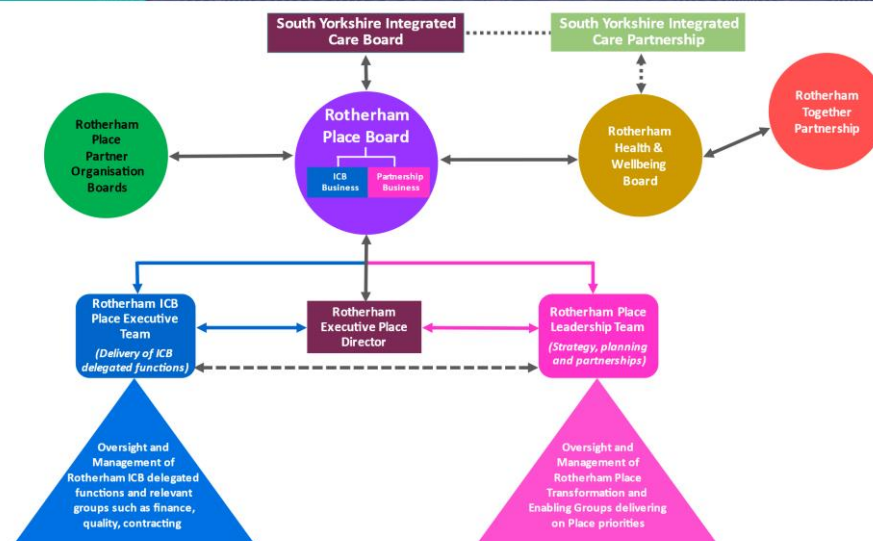 South Yorkshire Integrated
Care Board
South Yorkshire Integrated
Care Partnership
Rotherham
Place
Partner
Organisation
Boards
Rotherham
Place Board
ICB
Business
Partnership
Business
Rotherham
Health &
Wellbeing
Board
Rotherham
Together
Partnership
Rotherham ICB
Place Executive
Team
(Delivery of ICB
delegated functions)
Rotherham
Executive Place
Director
Rotherham Place
Leadership Team
(Strategy, planning
and partnerships)
Oversight and
Management of
Rotherham ICB delegated
functions and relevant
groups such as finance,
quality, contracting
Oversight and
Management of
Rotherham Place
Transformation and
Enabling Groups delivering
on Place priorities